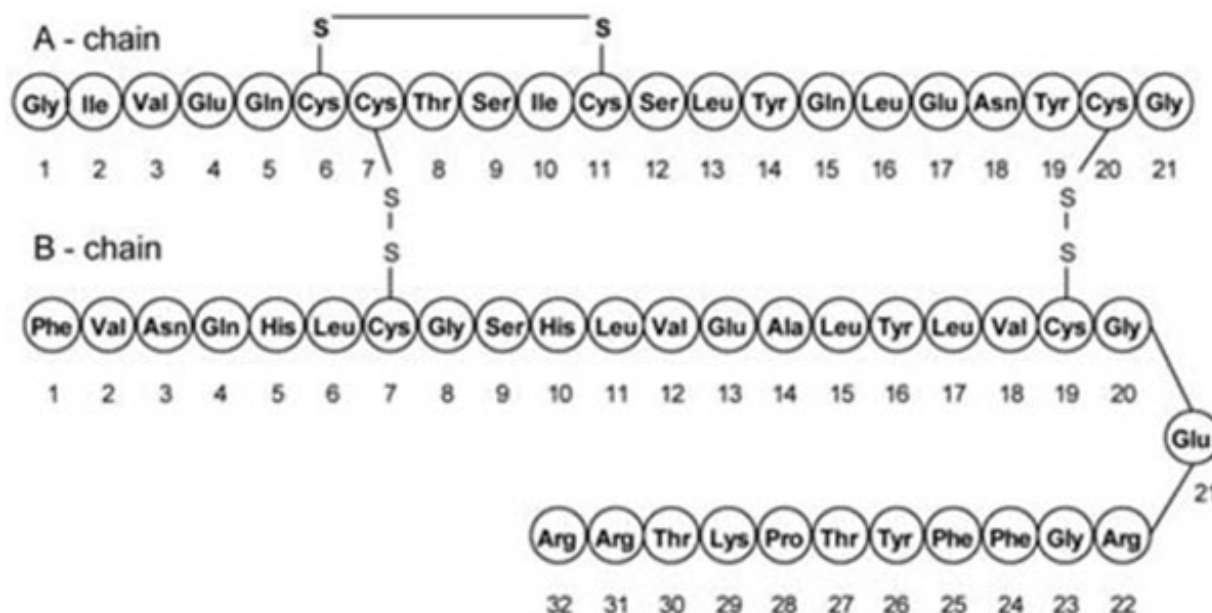 S S
A - chain
Gly Ile Val Glu Gln Cys Cys Thr Ser Ile Cys Ser Leu Tyr Gln Leu Glu Asn Tyr Cys Gly
1 2 3 4 5 6 7 8 9 10 11 12 13 14 15 16 17 18 19 20 21
S S
S S
B - chain
Phe Val Asn Gln His Leu Cys Gly Ser His Leu Val Glu Ala Leu Tyr Leu Val Cys Gly
1 2 3 4 5 6 7 8 9 10 11 12 13 14 15 16 17 18 19 20
Glu
21
Arg Arg Thr Lys Pro Thr Tyr Phe Phe Gly Arg
32 31 30 29 28 27 26 25 24 23 22